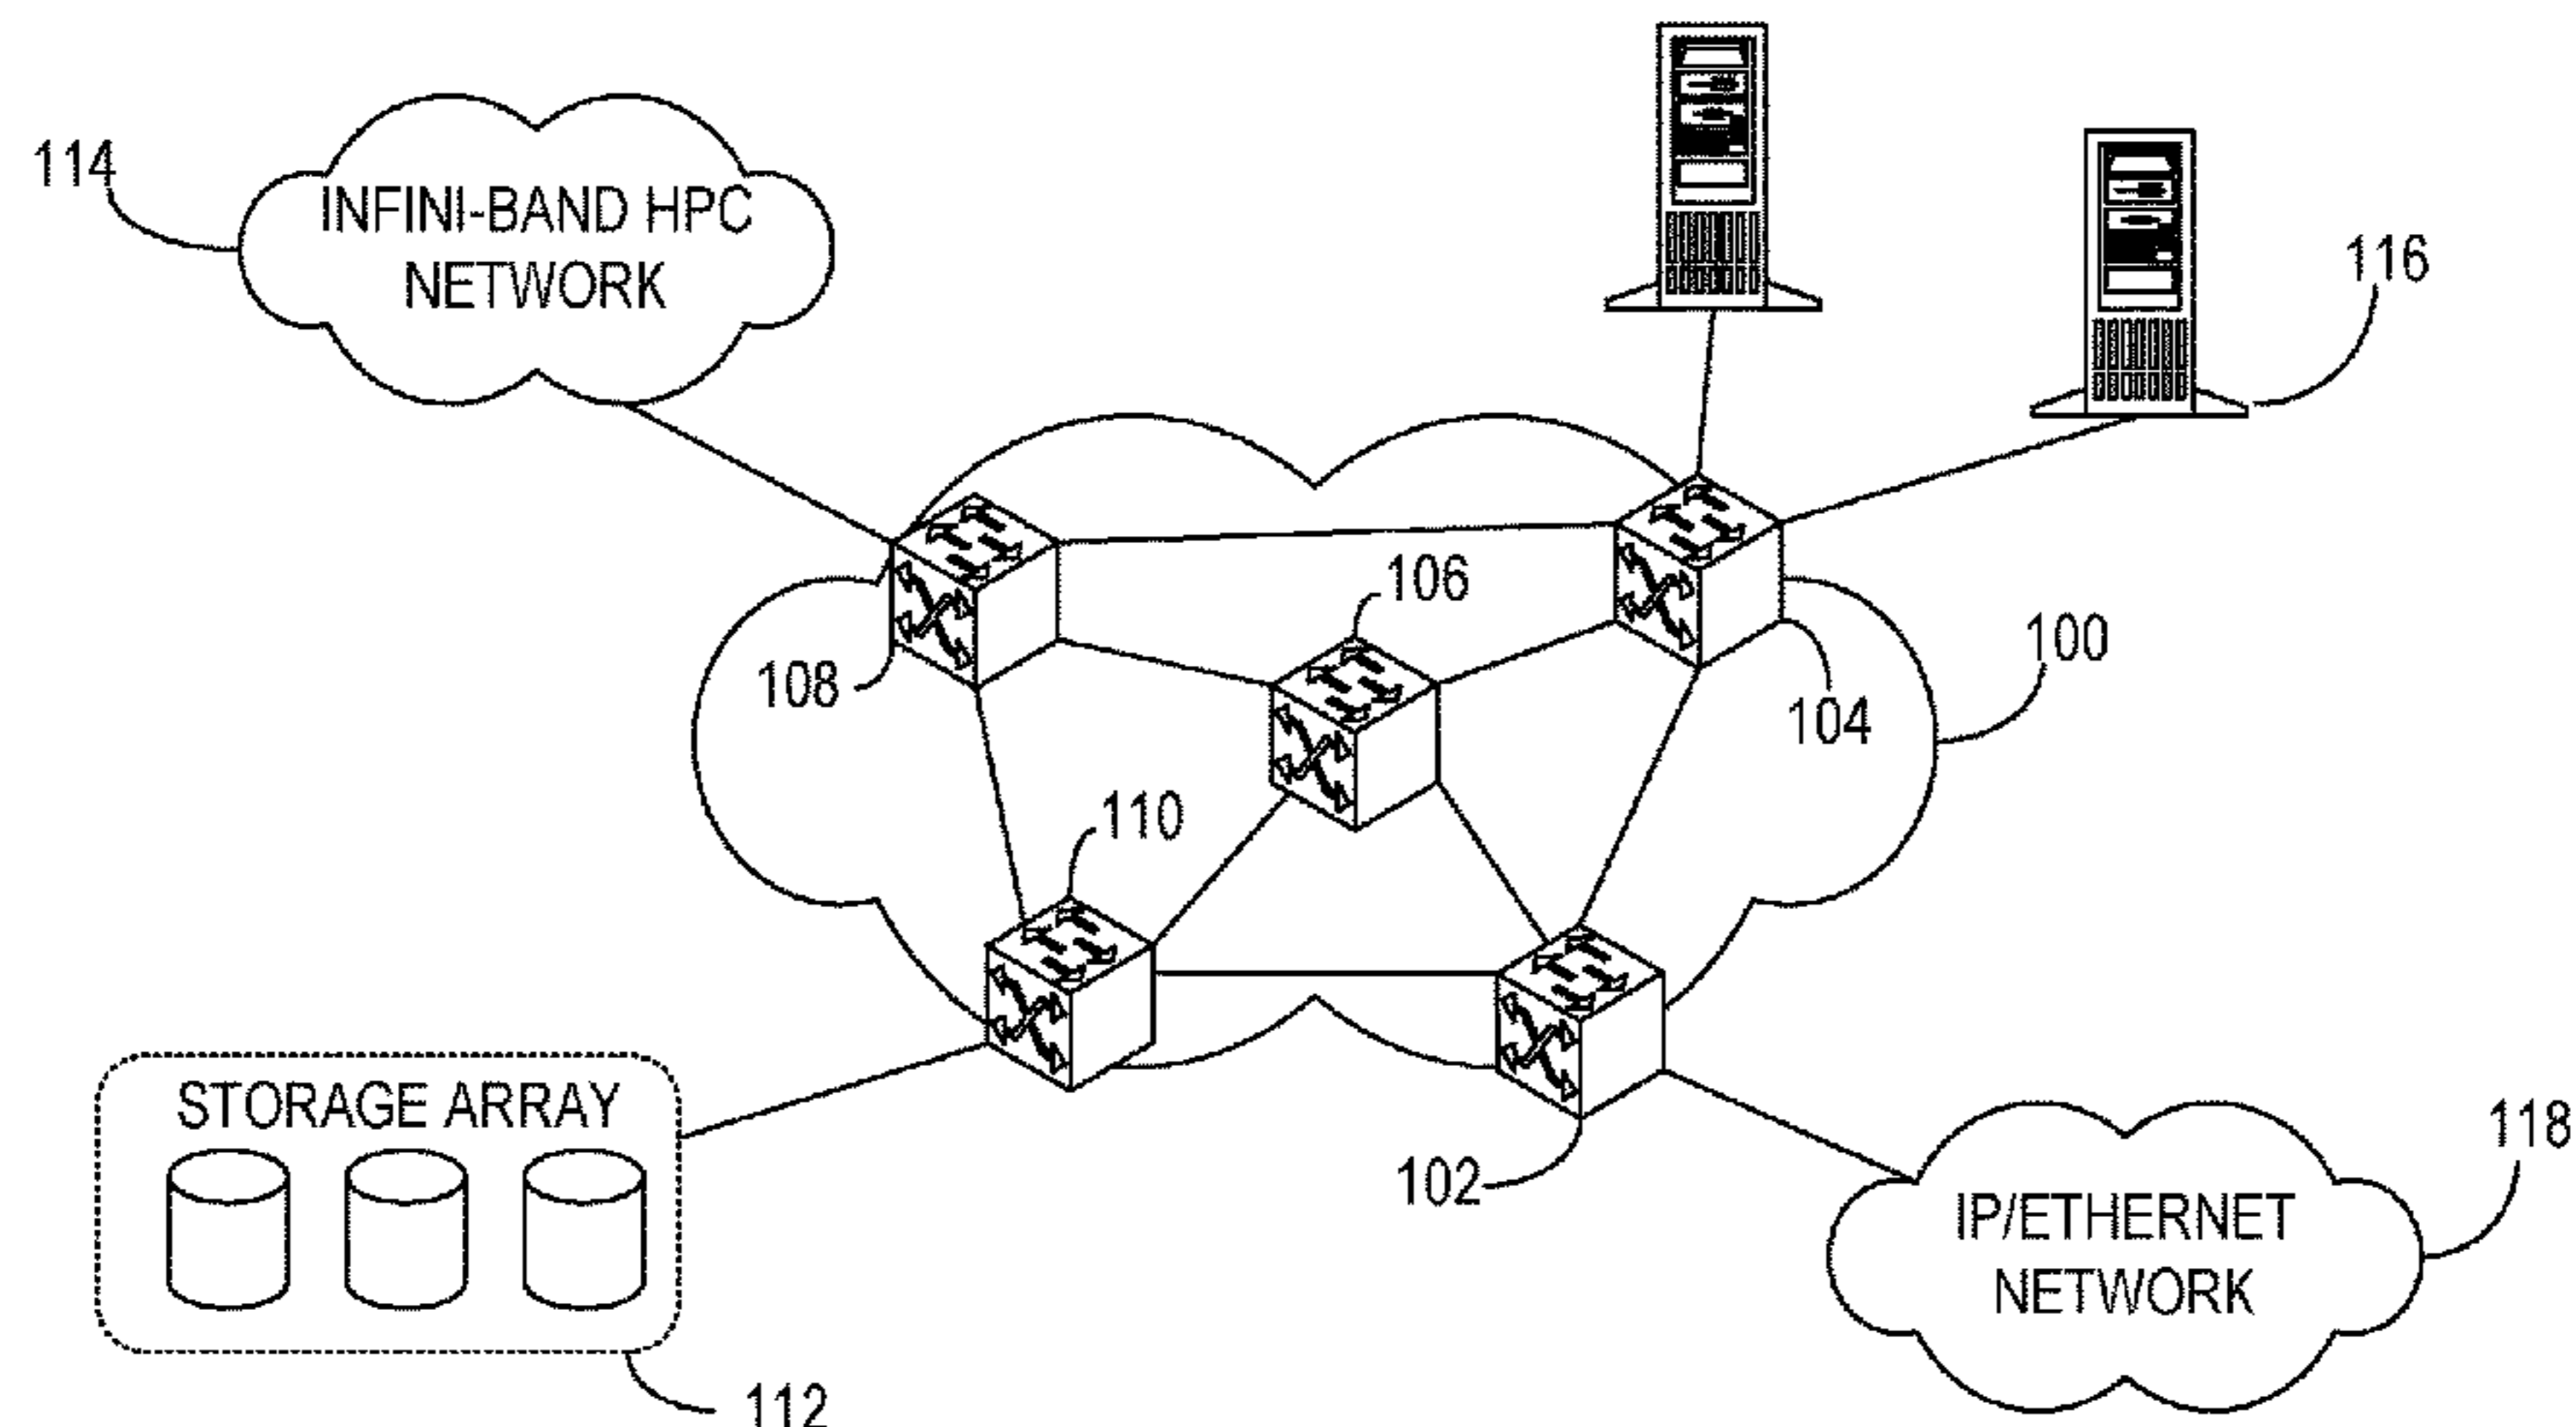 114
INFINI-BAND HPC
NETWORK
116
106
100
108
104
110
STORAGE ARRAY
102
118
IP/ETHERNET
NETWORK
112